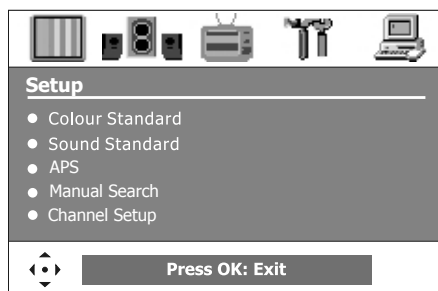 Setup
Colour Standard
Sound Standard
APS
Manual Search
Channel Setup
Press OK: Exit